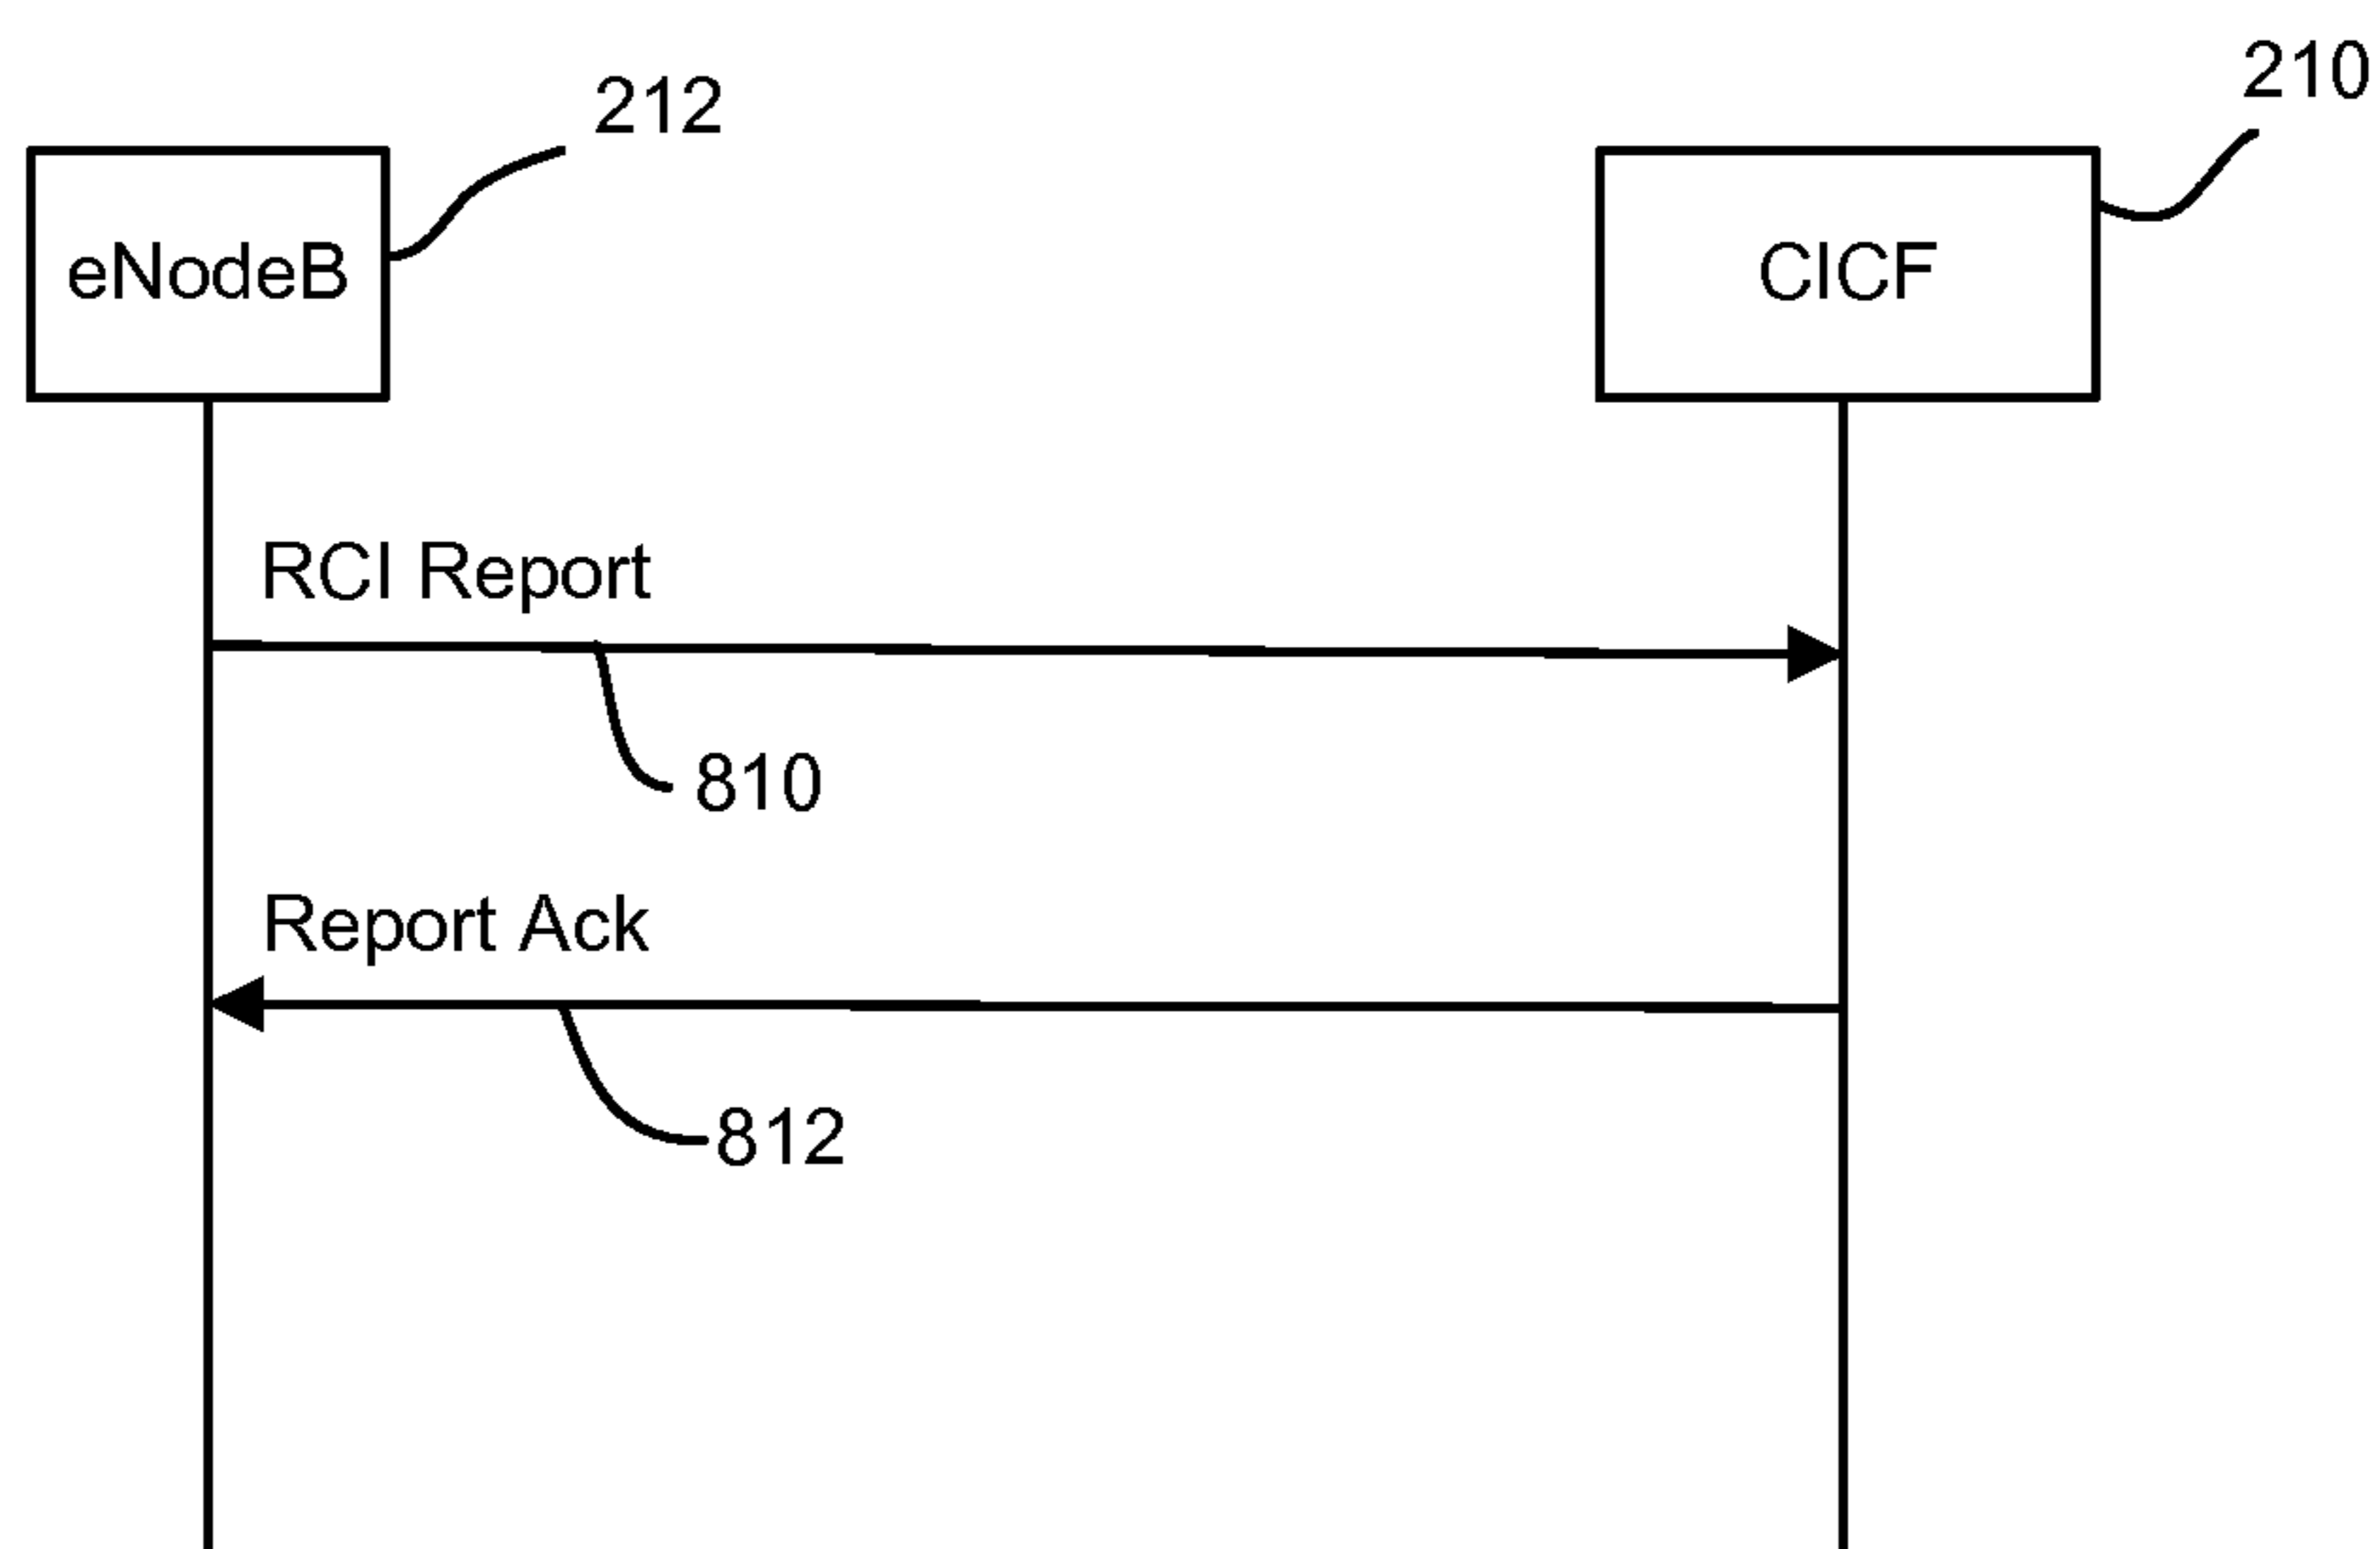 212
210
eNodeB
CICF
RCI Report
810
Report Ack
812